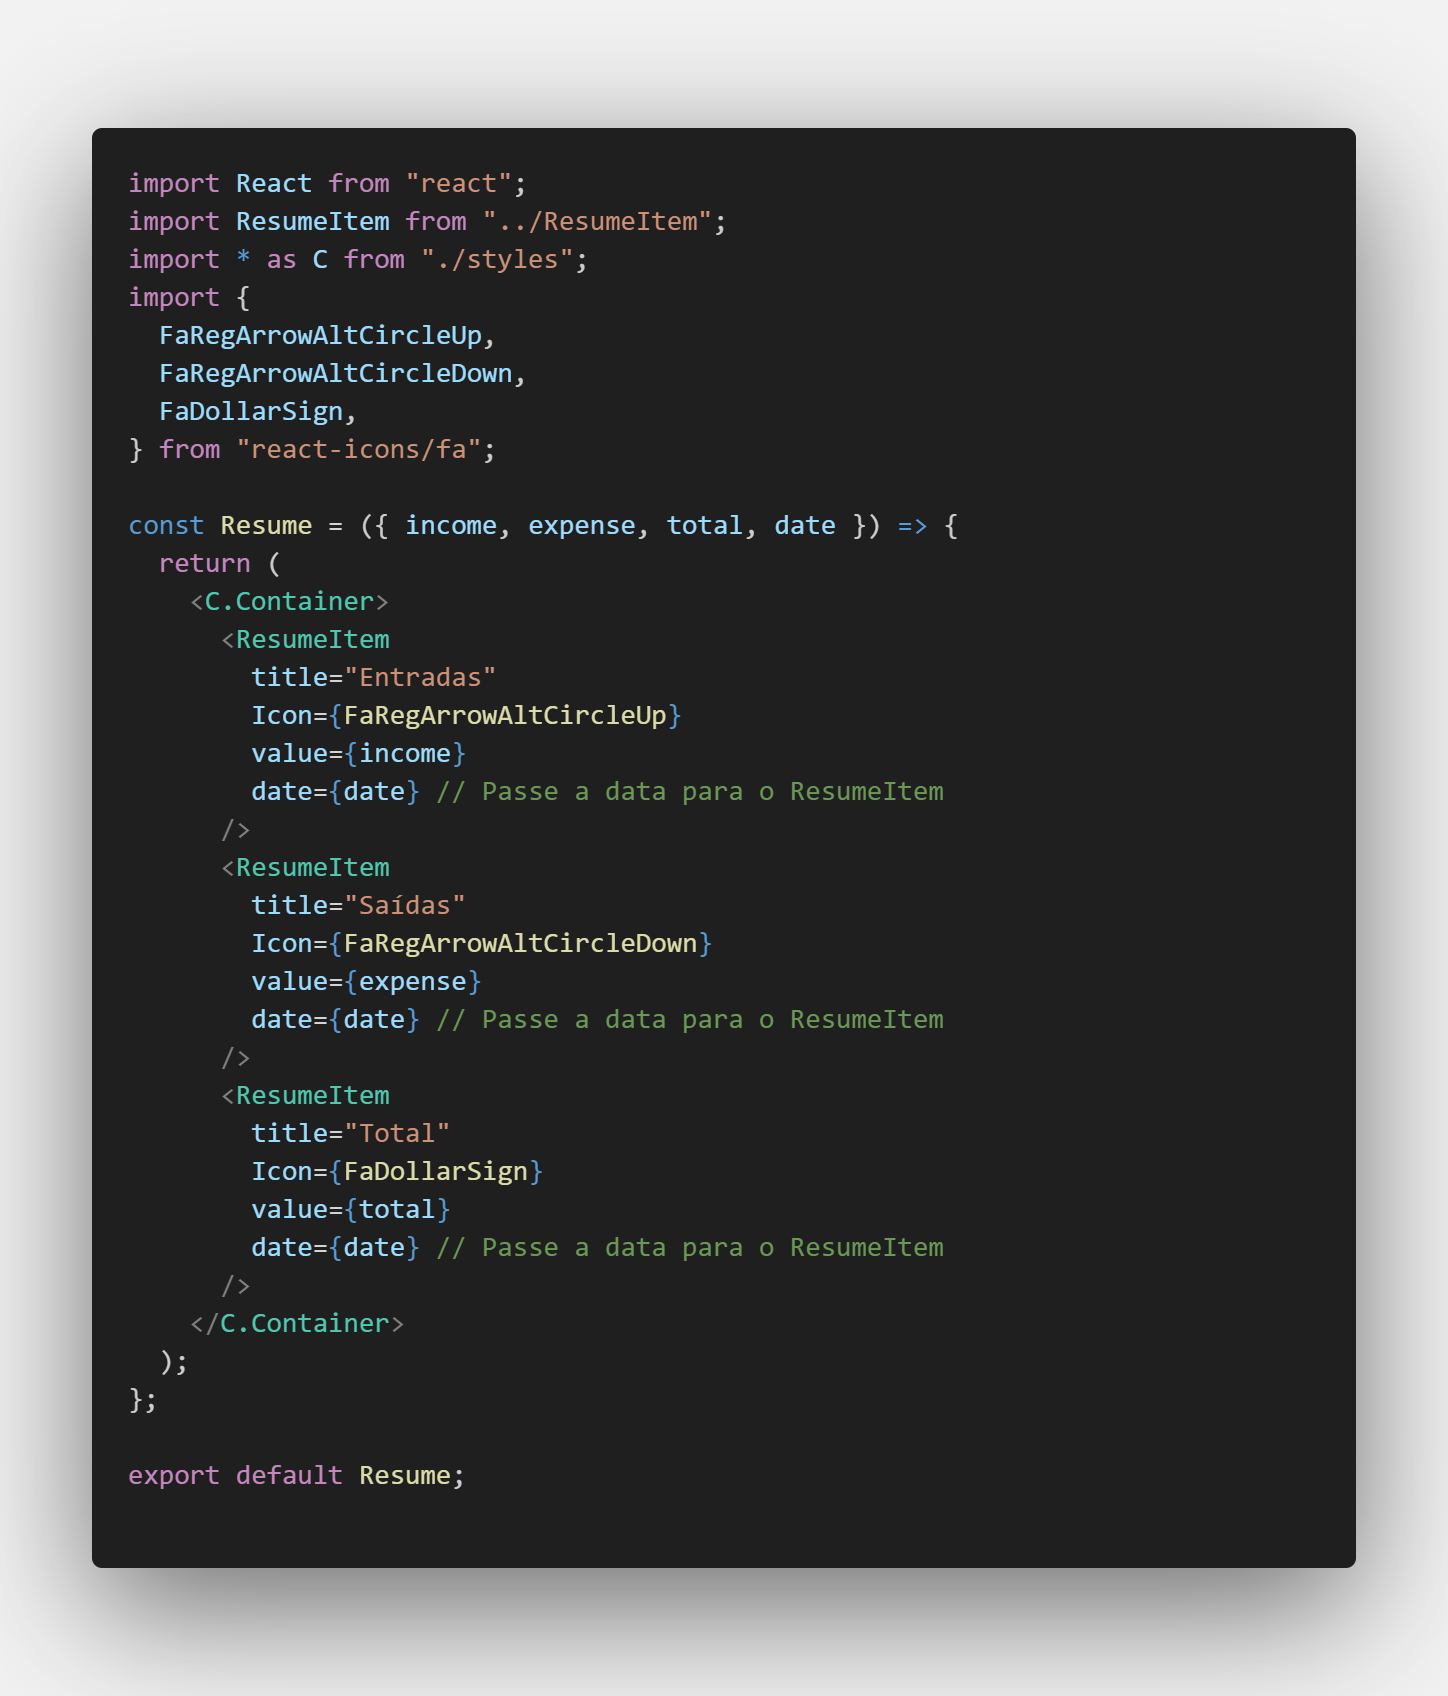 import React from "react";
import ResumeItem from "../ResumeItem";
import * as C from "./styles";
import {
  FaRegArrowAltCircleUp,
  FaRegArrowAltCircleDown,
  FaDollarSign,
} from "react-icons/fa";

const Resume = ({ income, expense, total, date }) => {
  return (
    <C.Container>
      <ResumeItem
        title="Entradas"
        Icon={FaRegArrowAltCircleUp}
        value={income}
        date={date} // Passe a data para o ResumeItem
      />
      <ResumeItem
        title="Saídas"
        Icon={FaRegArrowAltCircleDown}
        value={expense}
        date={date} // Passe a data para o ResumeItem
      />
      <ResumeItem
        title="Total"
        Icon={FaDollarSign}
        value={total}
        date={date} // Passe a data para o ResumeItem
      />
    </C.Container>
  );
};

export default Resume;